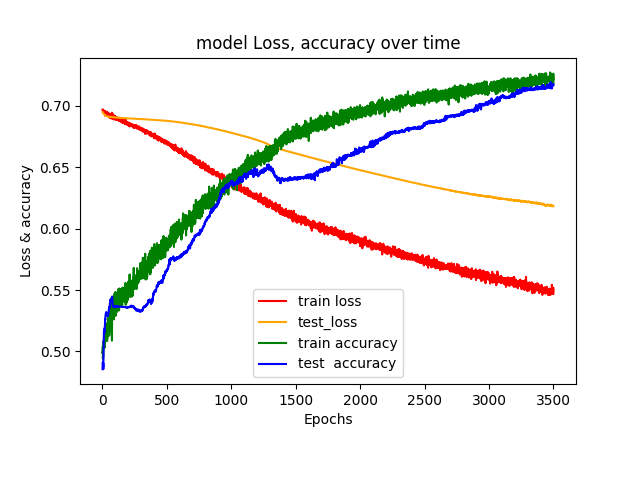 model Loss, accuracy over time
Loss & accuracy
0.70
0.65
0.60
0.55
0.50
train loss
test_loss
train accuracy
test  accuracy
0 500 1000 1500 2000 2500 3000 3500
Epochs